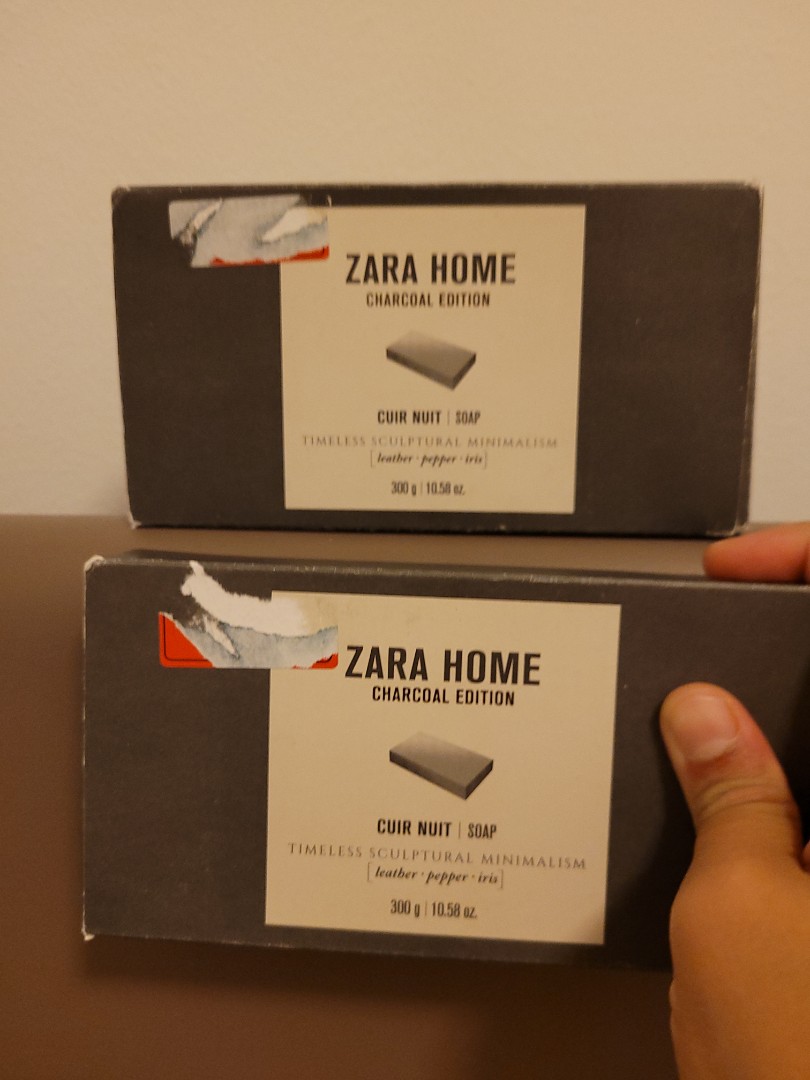 ZARA HOME
CHARCOAL EDITION
CUIR NUIT | SOAP
TIMELESS SCULPTURAL MINIMALISM
[leather · pepper · iris]
300 g | 10.58 oz.
ZARA HOME
CHARCOAL EDITION
CUIR NUIT | SOAP
TIMELESS SCULPTURAL MINIMALISM
[leather · pepper · iris]
300 g | 10.58 oz.